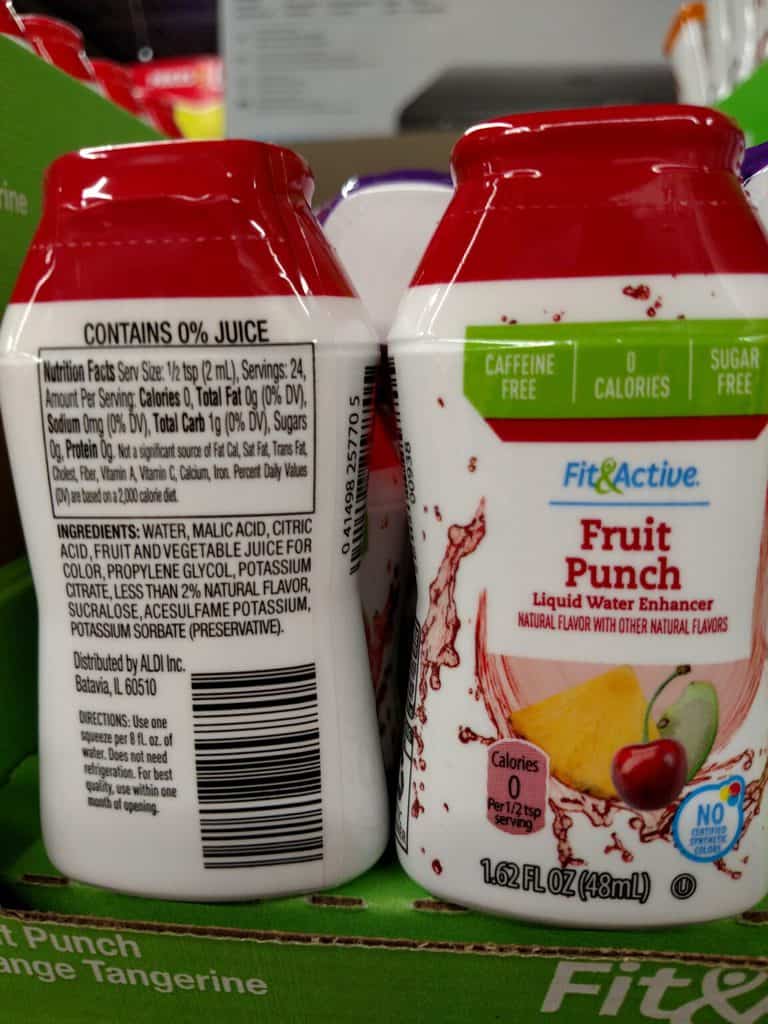 CONTAINS 0% JUICE
Nutrition Facts Serv Size: 1/2 tsp (2 mL), Servings: 24,
Amount Per Serving: Calories 0, Total Fat 0g (0% DV),
Sodium 0mg (0% DV), Total Carb 1g (0% DV), Sugars
0g, Protein 0g. Not a significant source of Fat Cal, Sat Fat, Trans Fat,
Cholest, Fiber, Vitamin A, Vitamin C, Calcium, Iron. Percent Daily Values
(DV) are based on a 2,000 calorie diet.
INGREDIENTS: WATER, MALIC ACID, CITRIC
ACID, FRUIT AND VEGETABLE JUICE FOR
COLOR, PROPYLENE GLYCOL, POTASSIUM
CITRATE, LESS THAN 2% NATURAL FLAVOR,
SUCRALOSE, ACESULFAME POTASSIUM,
POTASSIUM SORBATE (PRESERVATIVE).
Distributed by ALDI Inc.
Batavia, IL 60510
DIRECTIONS: Use one
squeeze per 8 fl. oz. of
water. Does not need
refrigeration. For best
quality, use within one
month of opening.
0 41498 25770 5
CAFFEINE
FREE
0
CALORIES
SUGAR
FREE
Fit&Active.
Fruit
Punch
Liquid Water Enhancer
NATURAL FLAVOR WITH OTHER NATURAL FLAVORS
Calories
0
Per 1/2 tsp
serving
NO
CERTIFIED
SYNTHETIC
COLORS
1.62 FL OZ (48mL)
U
rine
t Punch
ange Tangerine
Fit&